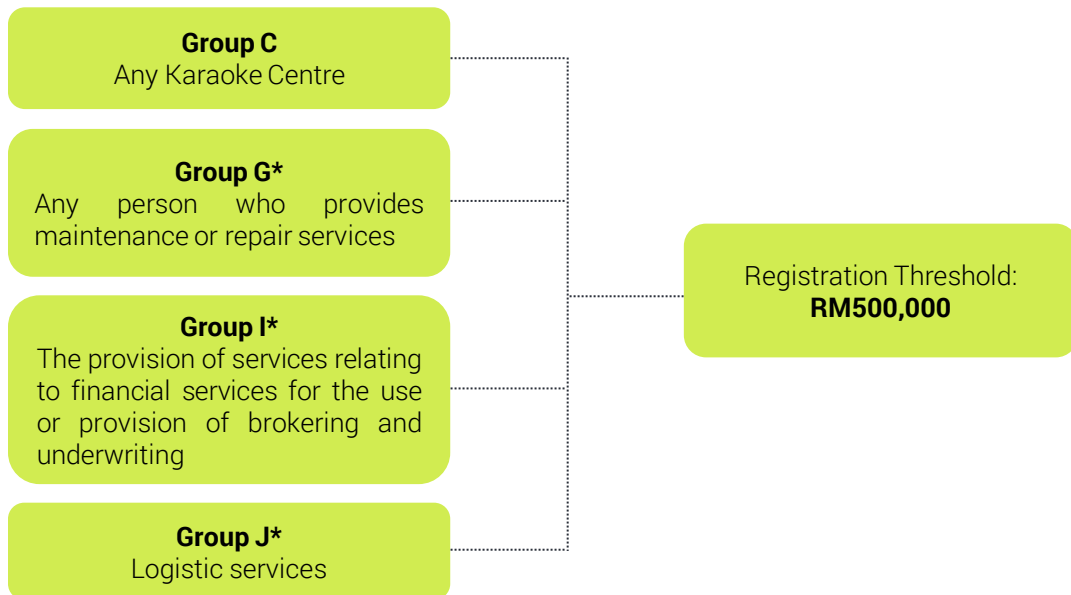 Group C
Any Karaoke Centre
Group G*
Any person who provides
maintenance or repair services
Group I*
The provision of services relating
to financial services for the use
or provision of brokering and
underwriting
Group J*
Logistic services
Registration Threshold:
RM500,000